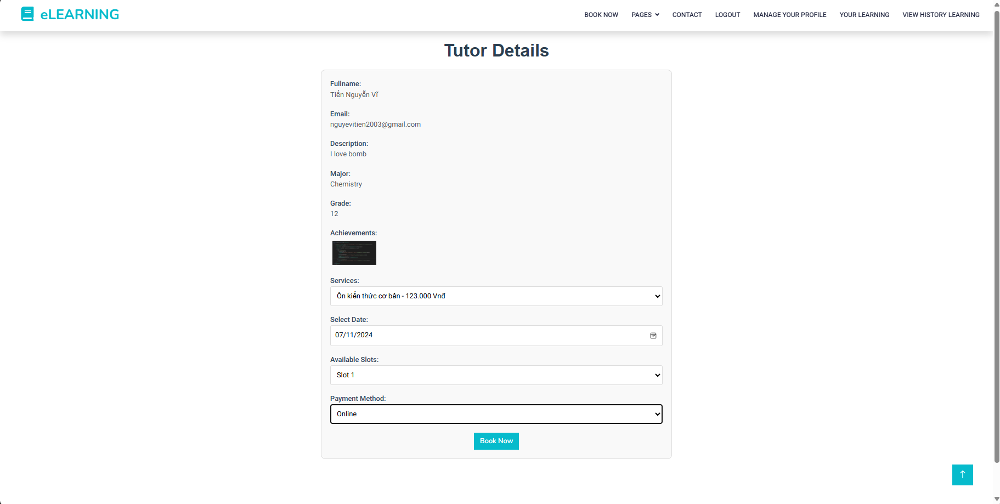 eLEARNING
BOOK NOW PAGES CONTACT LOGOUT MANAGE YOUR PROFILE YOUR LEARNING VIEW HISTORY LEARNING
Tutor Details
Fullname:
Tiến Nguyễn Vĩ
Email:
nguyevitien2003@gmail.com
Description:
I love bomb
Major:
Chemistry
Grade:
12
Achievements:
Services:
Ôn kiến thức cơ bản - 123.000 Vnđ
Select Date:
07/11/2024
Available Slots:
Slot 1
Payment Method:
Online
Book Now